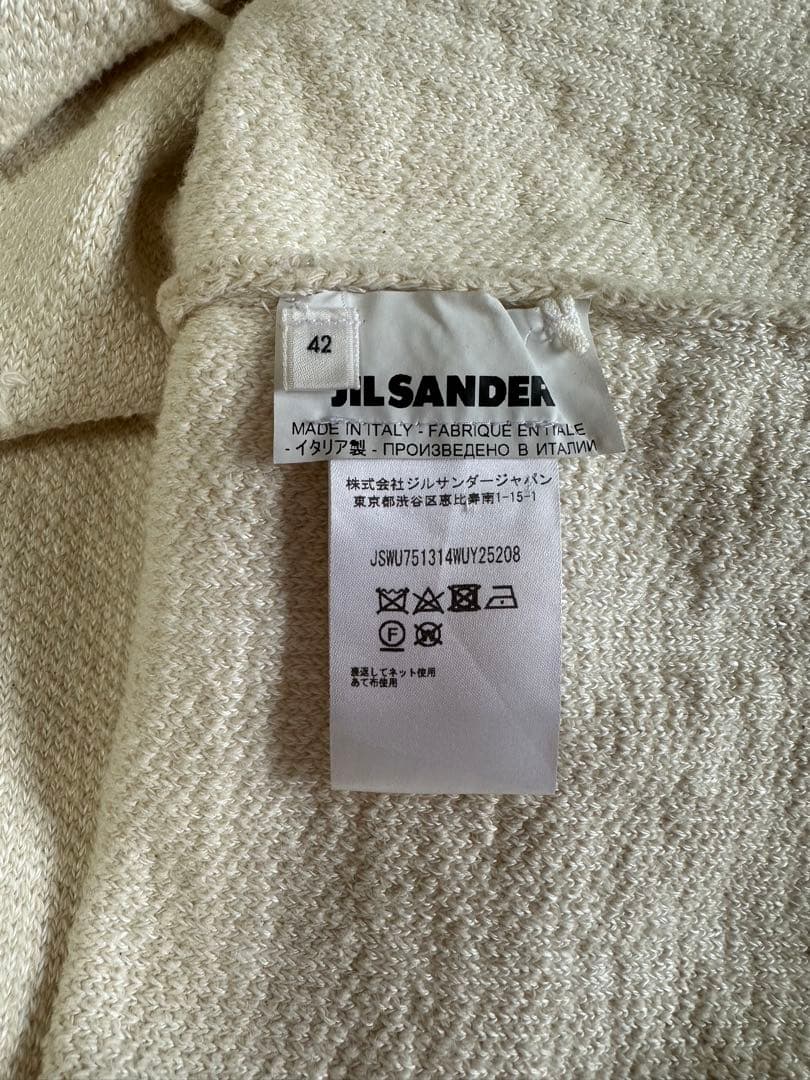 42
JIL SANDER
MADE IN ITALY - FABRIQUÉ EN ITALIE
- イタリア製 - ПРОИЗВЕДЕНО В ИТАЛИИ
株式会社ジルサンダージャパン
東京都渋谷区恵比寿南1-15-1
JSWU751314WUY25208
F
W
裏返してネット使用
あて布使用